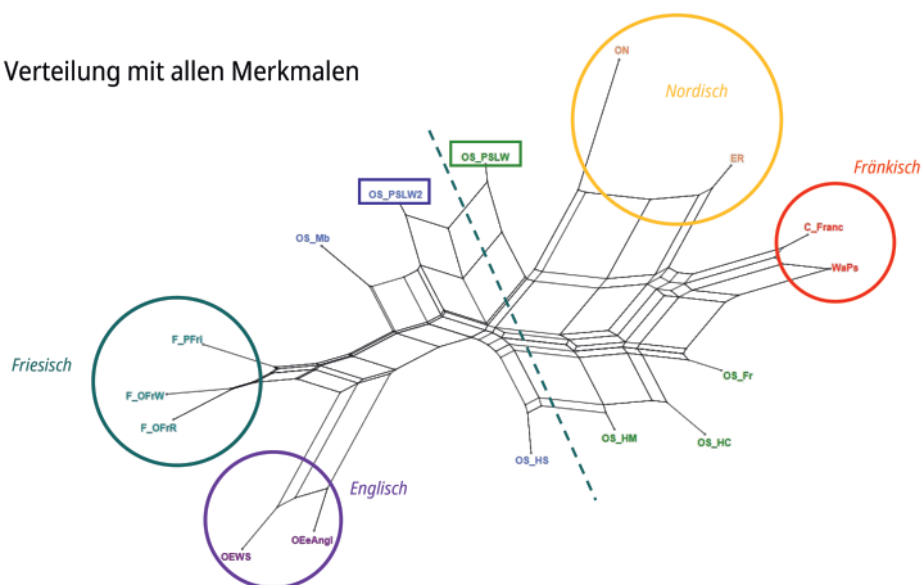 Verteilung mit allen Merkmalen
ON
Nordisch
OS_PSLW
ER
Fränkisch
OS_PSLW2
C_Franc
OS_Mb
WaPs
F_PFrl
Friesisch
OS_Fr
F_OFrW
F_OFrR
OS_HM
OS_HC
OS_HS
Englisch
OEeAngl
OEWS